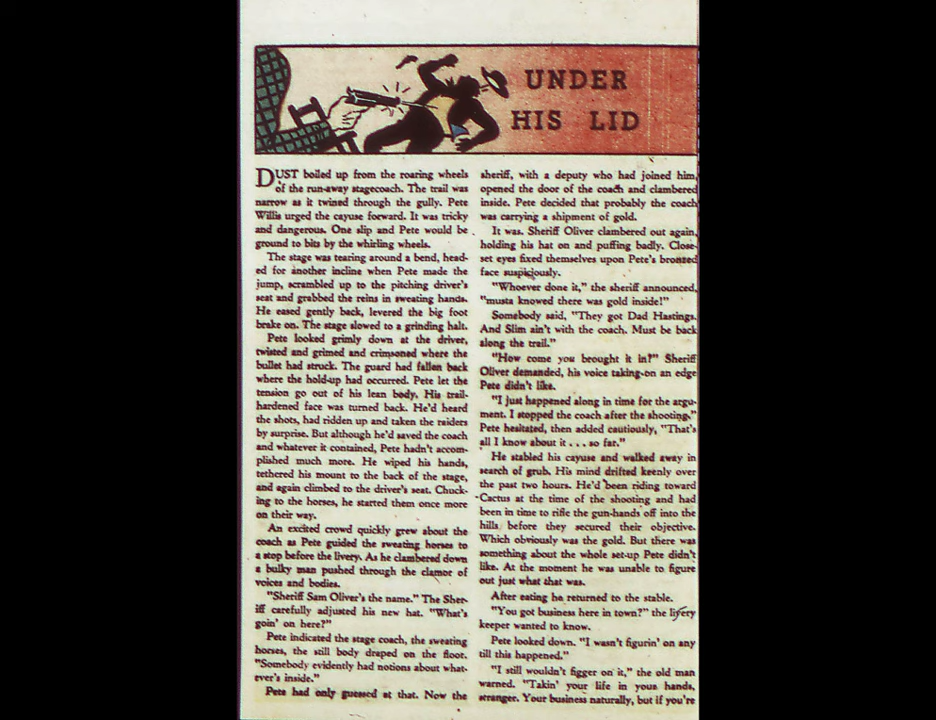 UNDER
HIS LID
DUST boiled up from the roaring wheels
of the run-away stagecoach. The trail was
narrow as it twined through the gully. Pete
Willis urged the cayuse forward. It was tricky
and dangerous. One slip and Pete would be
ground to bits by the whirling wheels.
The stage was tearing around a bend, head-
ed for another incline when Pete made the
jump, scrambled up to the pitching driver's
seat and grabbed the reins in sweating hands.
He eased gently back, levered the big foot
brake on. The stage slowed to a grinding halt.
Pete looked grimly down at the driver,
twisted and grimed and crimsoned where the
bullet had struck. The guard had fallen back
where the hold-up had occurred. Pete let the
tension go out of his lean body. His trail-
hardened face was turned back. He'd heard
the shots, had ridden up and taken the raiders
by surprise. But although he'd saved the coach
and whatever it contained, Pete hadn't accom-
plished much more. He wiped his hands,
tethered his mount to the back of the stage,
and again climbed to the driver's seat. Chuck-
ing to the horses, he started them once more
on their way.
An excited crowd quickly grew about the
coach as Pete guided the sweating horses to
a stop before the livery. As he clambered down
a bulky man pushed through the clamor of
voices and bodies.
"Sheriff Sam Oliver's the name." The Sher-
iff carefully adjusted his new hat. "What's
goin' on here?"
Pete indicated the stage coach, the sweating
horses, the still body draped on the floor.
"Somebody evidently had notions about what-
ever's inside."
Pete had only guessed at that. Now the
sheriff, with a deputy who had joined him,
opened the door of the coach and clambered
inside. Pete decided that probably the coach
was carrying a shipment of gold.
It was. Sheriff Oliver clambered out again,
holding his hat on and puffing badly. Close-
set eyes fixed themselves upon Pete's bronzed
face suspiciously.
"Whoever done it," the sheriff announced,
"musta knowed there was gold inside!"
Somebody said, "They got Dad Hastings.
And Slim ain't with the coach. Must be back
along the trail."
"How come you brought it in?" Sheriff
Oliver demanded, his voice taking-on an edge
Pete didn't like.
"I just happened along in time for the argu-
ment. I stopped the coach after the shooting."
Pete hesitated, then added cautiously, "That's
all I know about it . . . so far."
He stabled his cayuse and walked away in
search of grub. His mind drifted keenly over
the past two hours. He'd been riding toward
Cactus at the time of the shooting and had
been in time to rifle the gun-hands off into the
hills before they secured their objective.
Which obviously was the gold. But there was
something about the whole set-up Pete didn't
like. At the moment he was unable to figure
out just what that was.
After eating he returned to the stable.
"You got business here in town?" the livery
keeper wanted to know.
Pete looked down. "I wasn't figurin' on any
till this happened."
"I still wouldn't figger on it," the old man
warned. "Takin' your life in your hands,
stranger. Your business naturally, but if you're